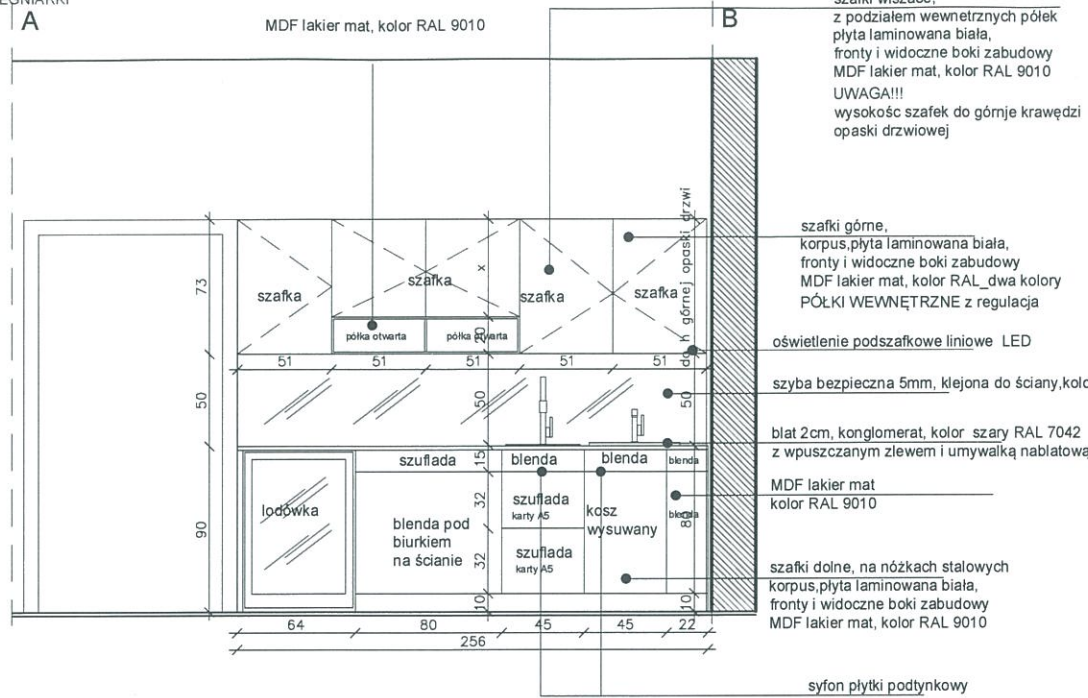 A
MDF lakier mat, kolor RAL 9010
B
z podziałem wewnetrznych półek
płyta laminowana biała,
fronty i widoczne boki zabudowy
MDF lakier mat, kolor RAL 9010
UWAGA!!!
wysokośc szafek do górnje krawędzi
opaski drzwiowej
szafki górne,
korpus,płyta laminowana biała,
fronty i widoczne boki zabudowy
MDF lakier mat, kolor RAL_dwa kolory
PÓŁKI WEWNĘTRZNE z regulacja
do h górnej opaski drzwi
73
x
szafka
szafka
szafka
szafka
półka otwarta
półka otwarta
20
oświetlenie podszafkowe liniowe LED
51
51
51
51
51
50
50
50
szyba bezpieczna 5mm, klejona do ściany,kolo
blat 2cm, konglomerat, kolor szary RAL 7042
z wpuszczanym zlewem i umywalką nablatową
szuflada
15
blenda
blenda
blenda
MDF lakier mat
kolor RAL 9010
lodówka
90
blenda pod
biurkiem
na ścianie
32
32
szuflada
karty A5
szuflada
karty A5
kosz
wysuwany
blenda
80
szafki dolne, na nóżkach stalowych
korpus,płyta laminowana biała,
fronty i widoczne boki zabudowy
MDF lakier mat, kolor RAL 9010
10
10
64
80
45
45
22
256
syfon płytki podtynkowy